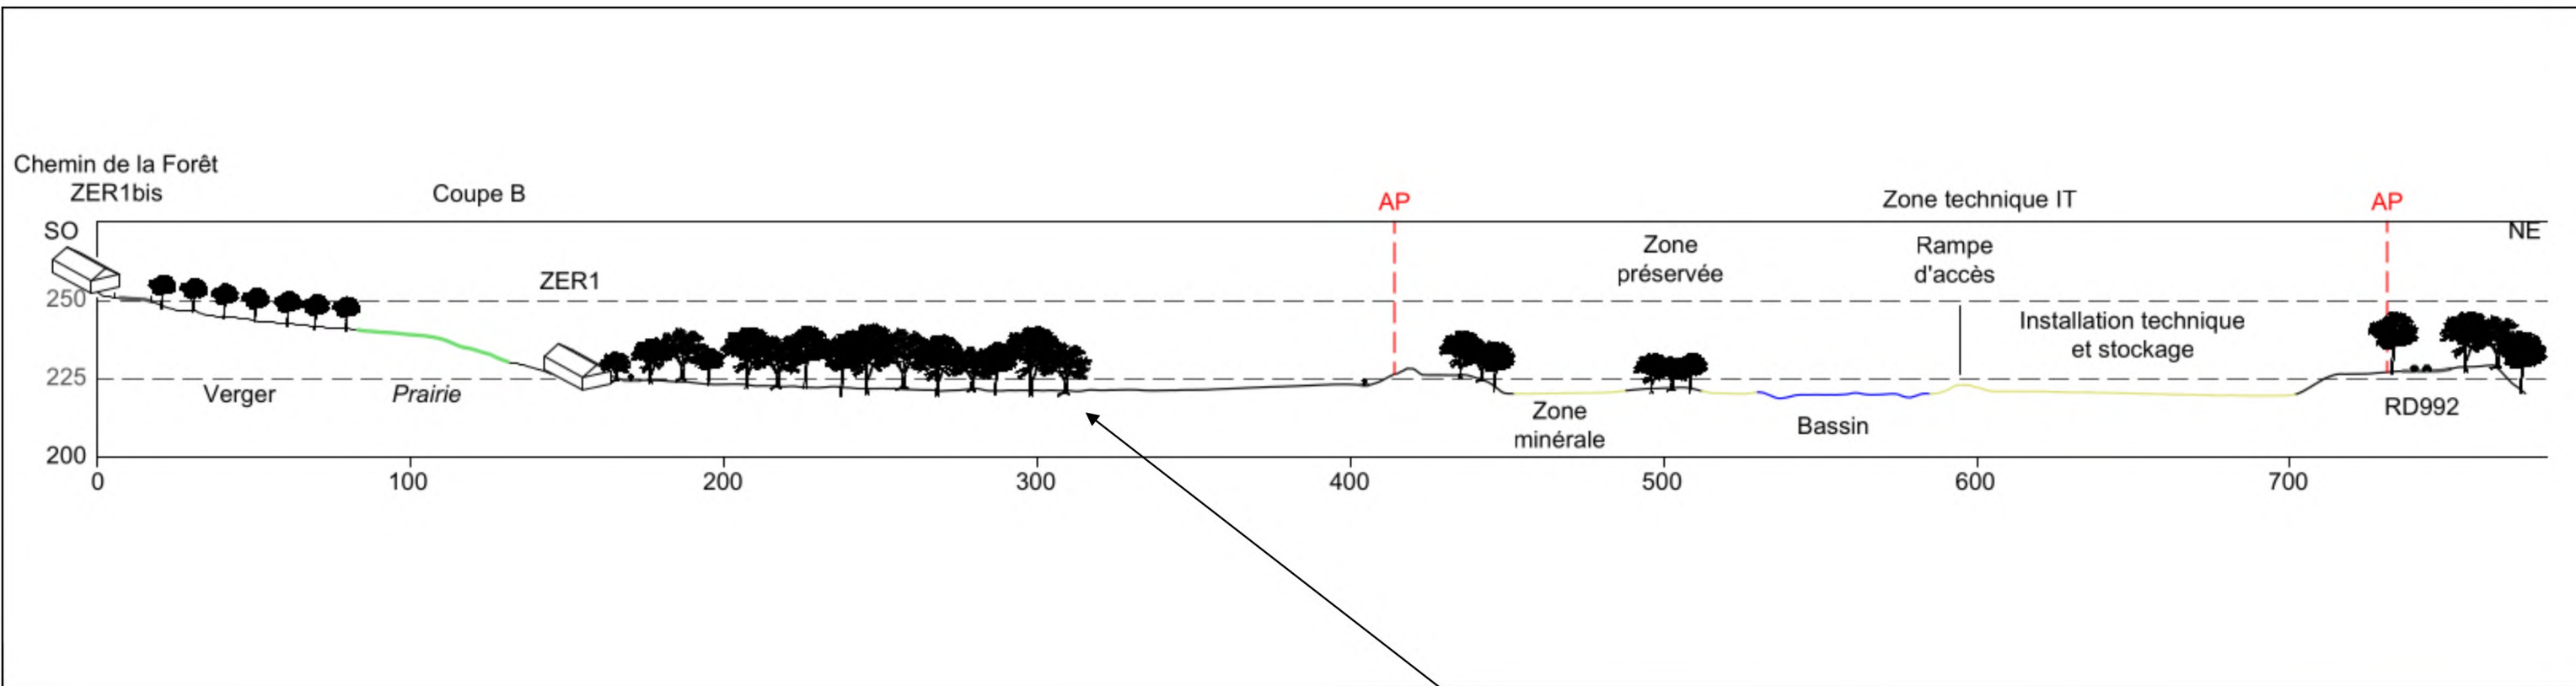 Chemin de la Forêt
ZER1bis
Coupe B
AP
Zone technique IT
AP
SO
NE
Zone
préservée
Rampe
d'accès
ZER1
250
Installation technique
et stockage
225
Verger
Prairie
Zone
minérale
Bassin
RD992
200
0 100 200 300 400 500 600 700